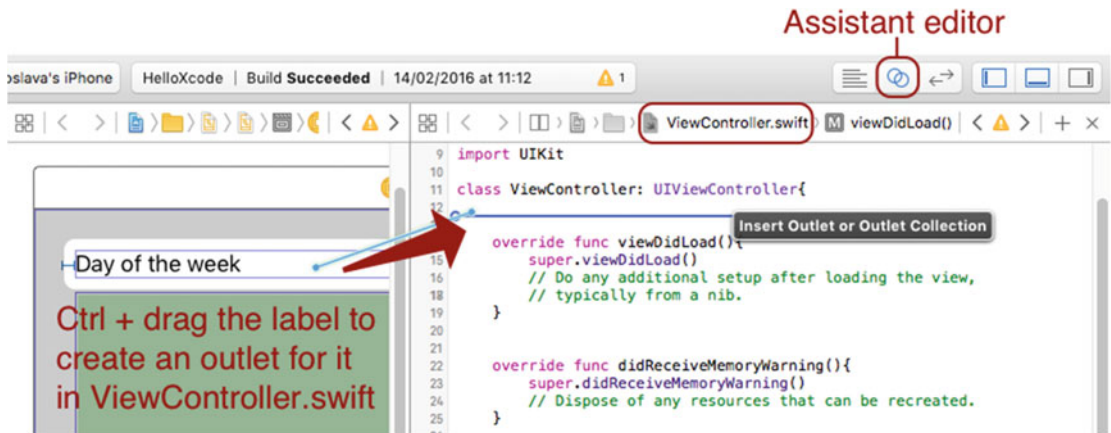 Assistant editor
oslava's iPhone
HelloXcode | Build Succeeded | 14/02/2016 at 11:12
1
ViewController.swift
M viewDidLoad()
9 import UIKit
10
11 class ViewController: UIViewController{
12
Insert Outlet or Outlet Collection
override func viewDidLoad(){
15 super.viewDidLoad()
16 // Do any additional setup after loading the view,
18 // typically from a nib.
19 }
20
21
22 override func didReceiveMemoryWarning(){
23 super.didReceiveMemoryWarning()
24 // Dispose of any resources that can be recreated.
25 }
Day of the week
Ctrl + drag the label to
create an outlet for it
in ViewController.swift